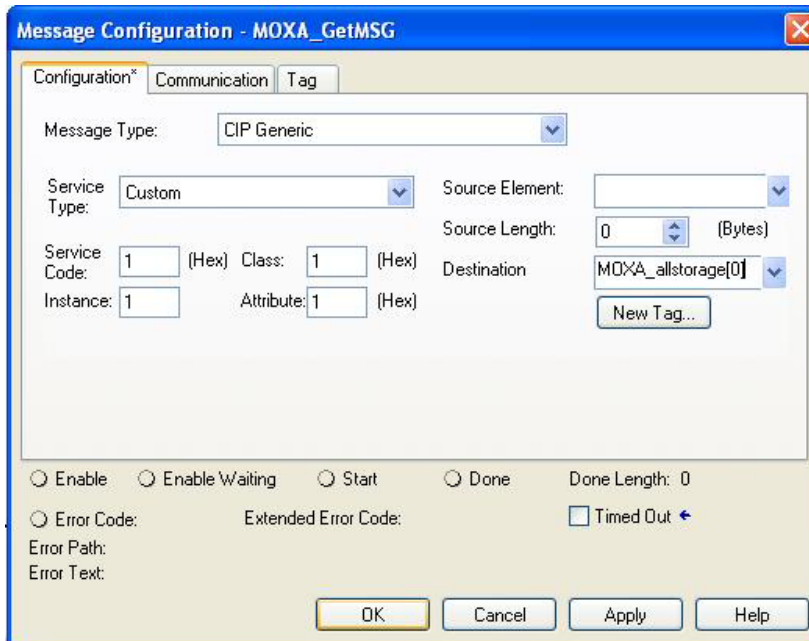 Message Configuration - MOXA_GetMSG
Configuration* Communication Tag
Message Type: CIP Generic
Service Type: Custom
Source Element:
Source Length: 0 (Bytes)
Service Code: 1 (Hex) Class: 1 (Hex)
Destination MOXA_allstorage[0]
Instance: 1 Attribute: 1 (Hex)
New Tag...
Enable Enable Waiting Start Done Done Length: 0
Error Code: Extended Error Code: Timed Out
Error Path:
Error Text:
OK Cancel Apply Help